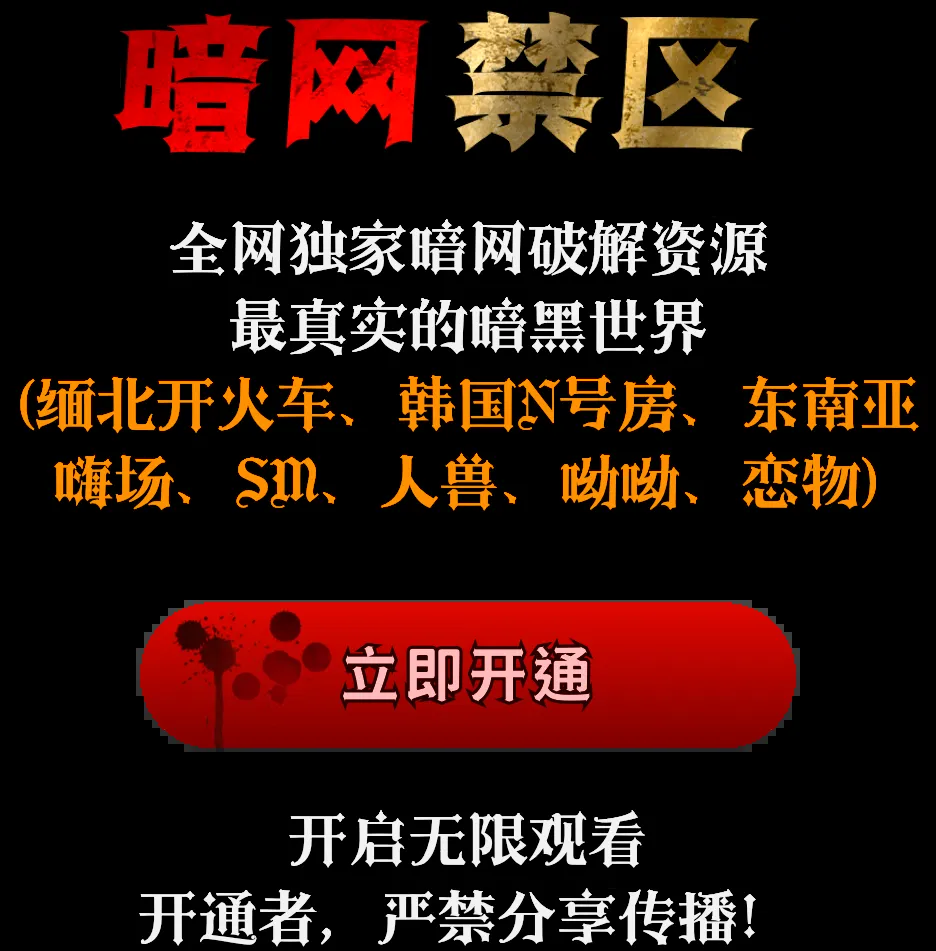 暗网禁区
全网独家暗网破解资源
最真实的暗黑世界
(缅北开火车、韩国N号房、东南亚
嗨场、SM、人兽、呦呦、恋物)
立即开通
开启无限观看
开通者，严禁分享传播！